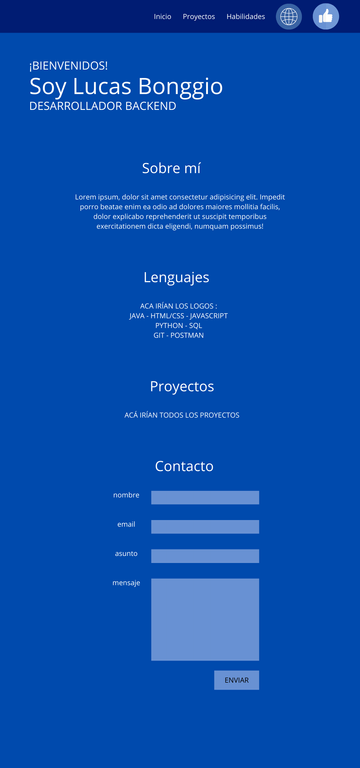 Inicio Proyectos Habilidades
¡BIENVENIDOS!
Soy Lucas Bonggio
DESARROLLADOR BACKEND
Sobre mí
Lorem ipsum, dolor sit amet consectetur adipisicing elit. Impedit
porro beatae enim ea odio ad dolores maiores mollitia facilis,
dolor explicabo reprehenderit ut suscipit temporibus
exercitationem dicta eligendi, numquam possimus!
Lenguajes
ACA IRÍAN LOS LOGOS :
JAVA - HTML/CSS - JAVASCRIPT
PYTHON - SQL
GIT - POSTMAN
Proyectos
ACÁ IRÍAN TODOS LOS PROYECTOS
Contacto
nombre
email
asunto
mensaje
ENVIAR